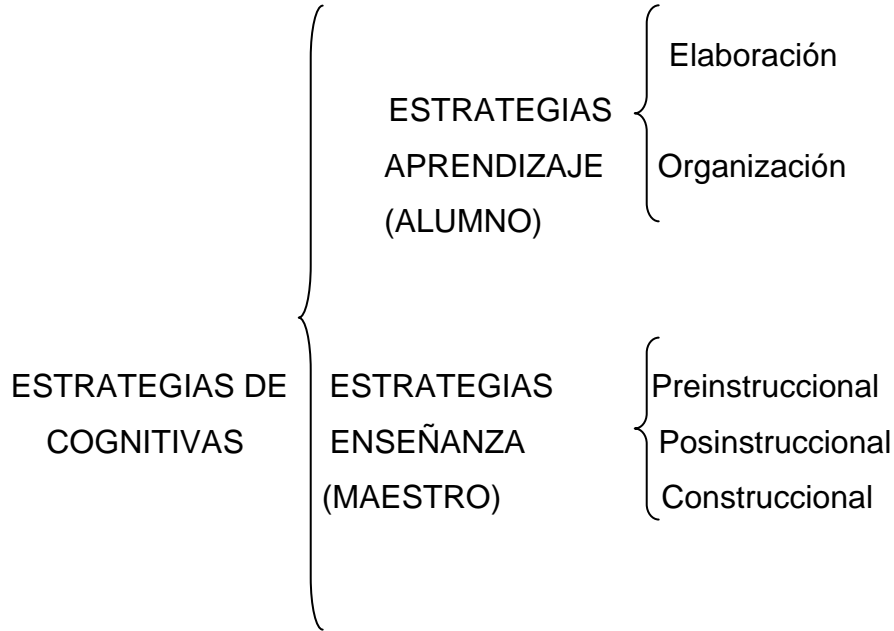 Elaboración
ESTRATEGIAS
APRENDIZAJE
Organización
(ALUMNO)
ESTRATEGIAS DE
COGNITIVAS
ESTRATEGIAS
ENSEÑANZA
(MAESTRO)
Preinstruccional
Posinstruccional
Construccional